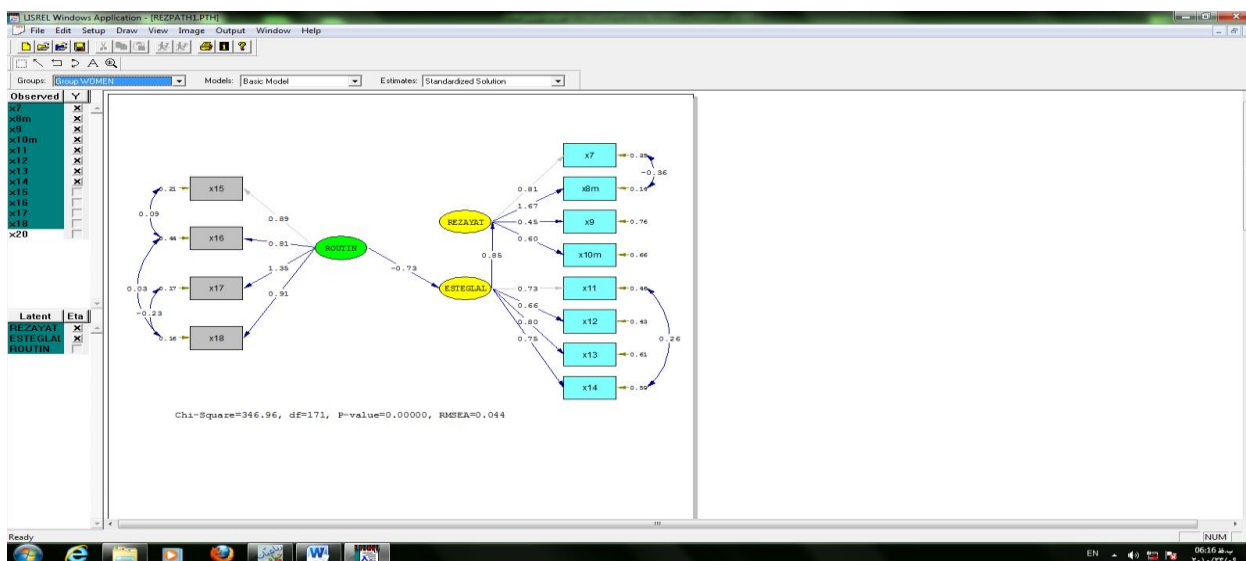 LISREL Windows Application - [REZPATH1.PTH]
File Edit Setup Draw View Image Output Window Help
Groups: Group WOMEN Models: Basic Model Estimates: Standardized Solution
Observed Y
x7
x8m
x9
x10m
x11
x12
x13
x14
x15
x16
x17
x18
x20
Latent Eta
REZAYAT
ESTEGLAL
ROUTIN
0.21 x15
0.09
0.89
0.44 x16
0.81
ROUTIN
1.35
0.03
0.17 x17
0.91
-0.23
0.16 x18
-0.73
x7
-0.36
0.81
x8m
1.67
REZAYAT
0.45
x9
0.76
0.60
x10m
0.66
0.85
ESTEGLAL
0.73
x11
0.66
x12
0.43
0.80
x13
0.61
0.26
0.75
x14
0.59
Chi-Square=346.96, df=171, P-value=0.00000, RMSEA=0.044
Ready
NUM
EN
06:16